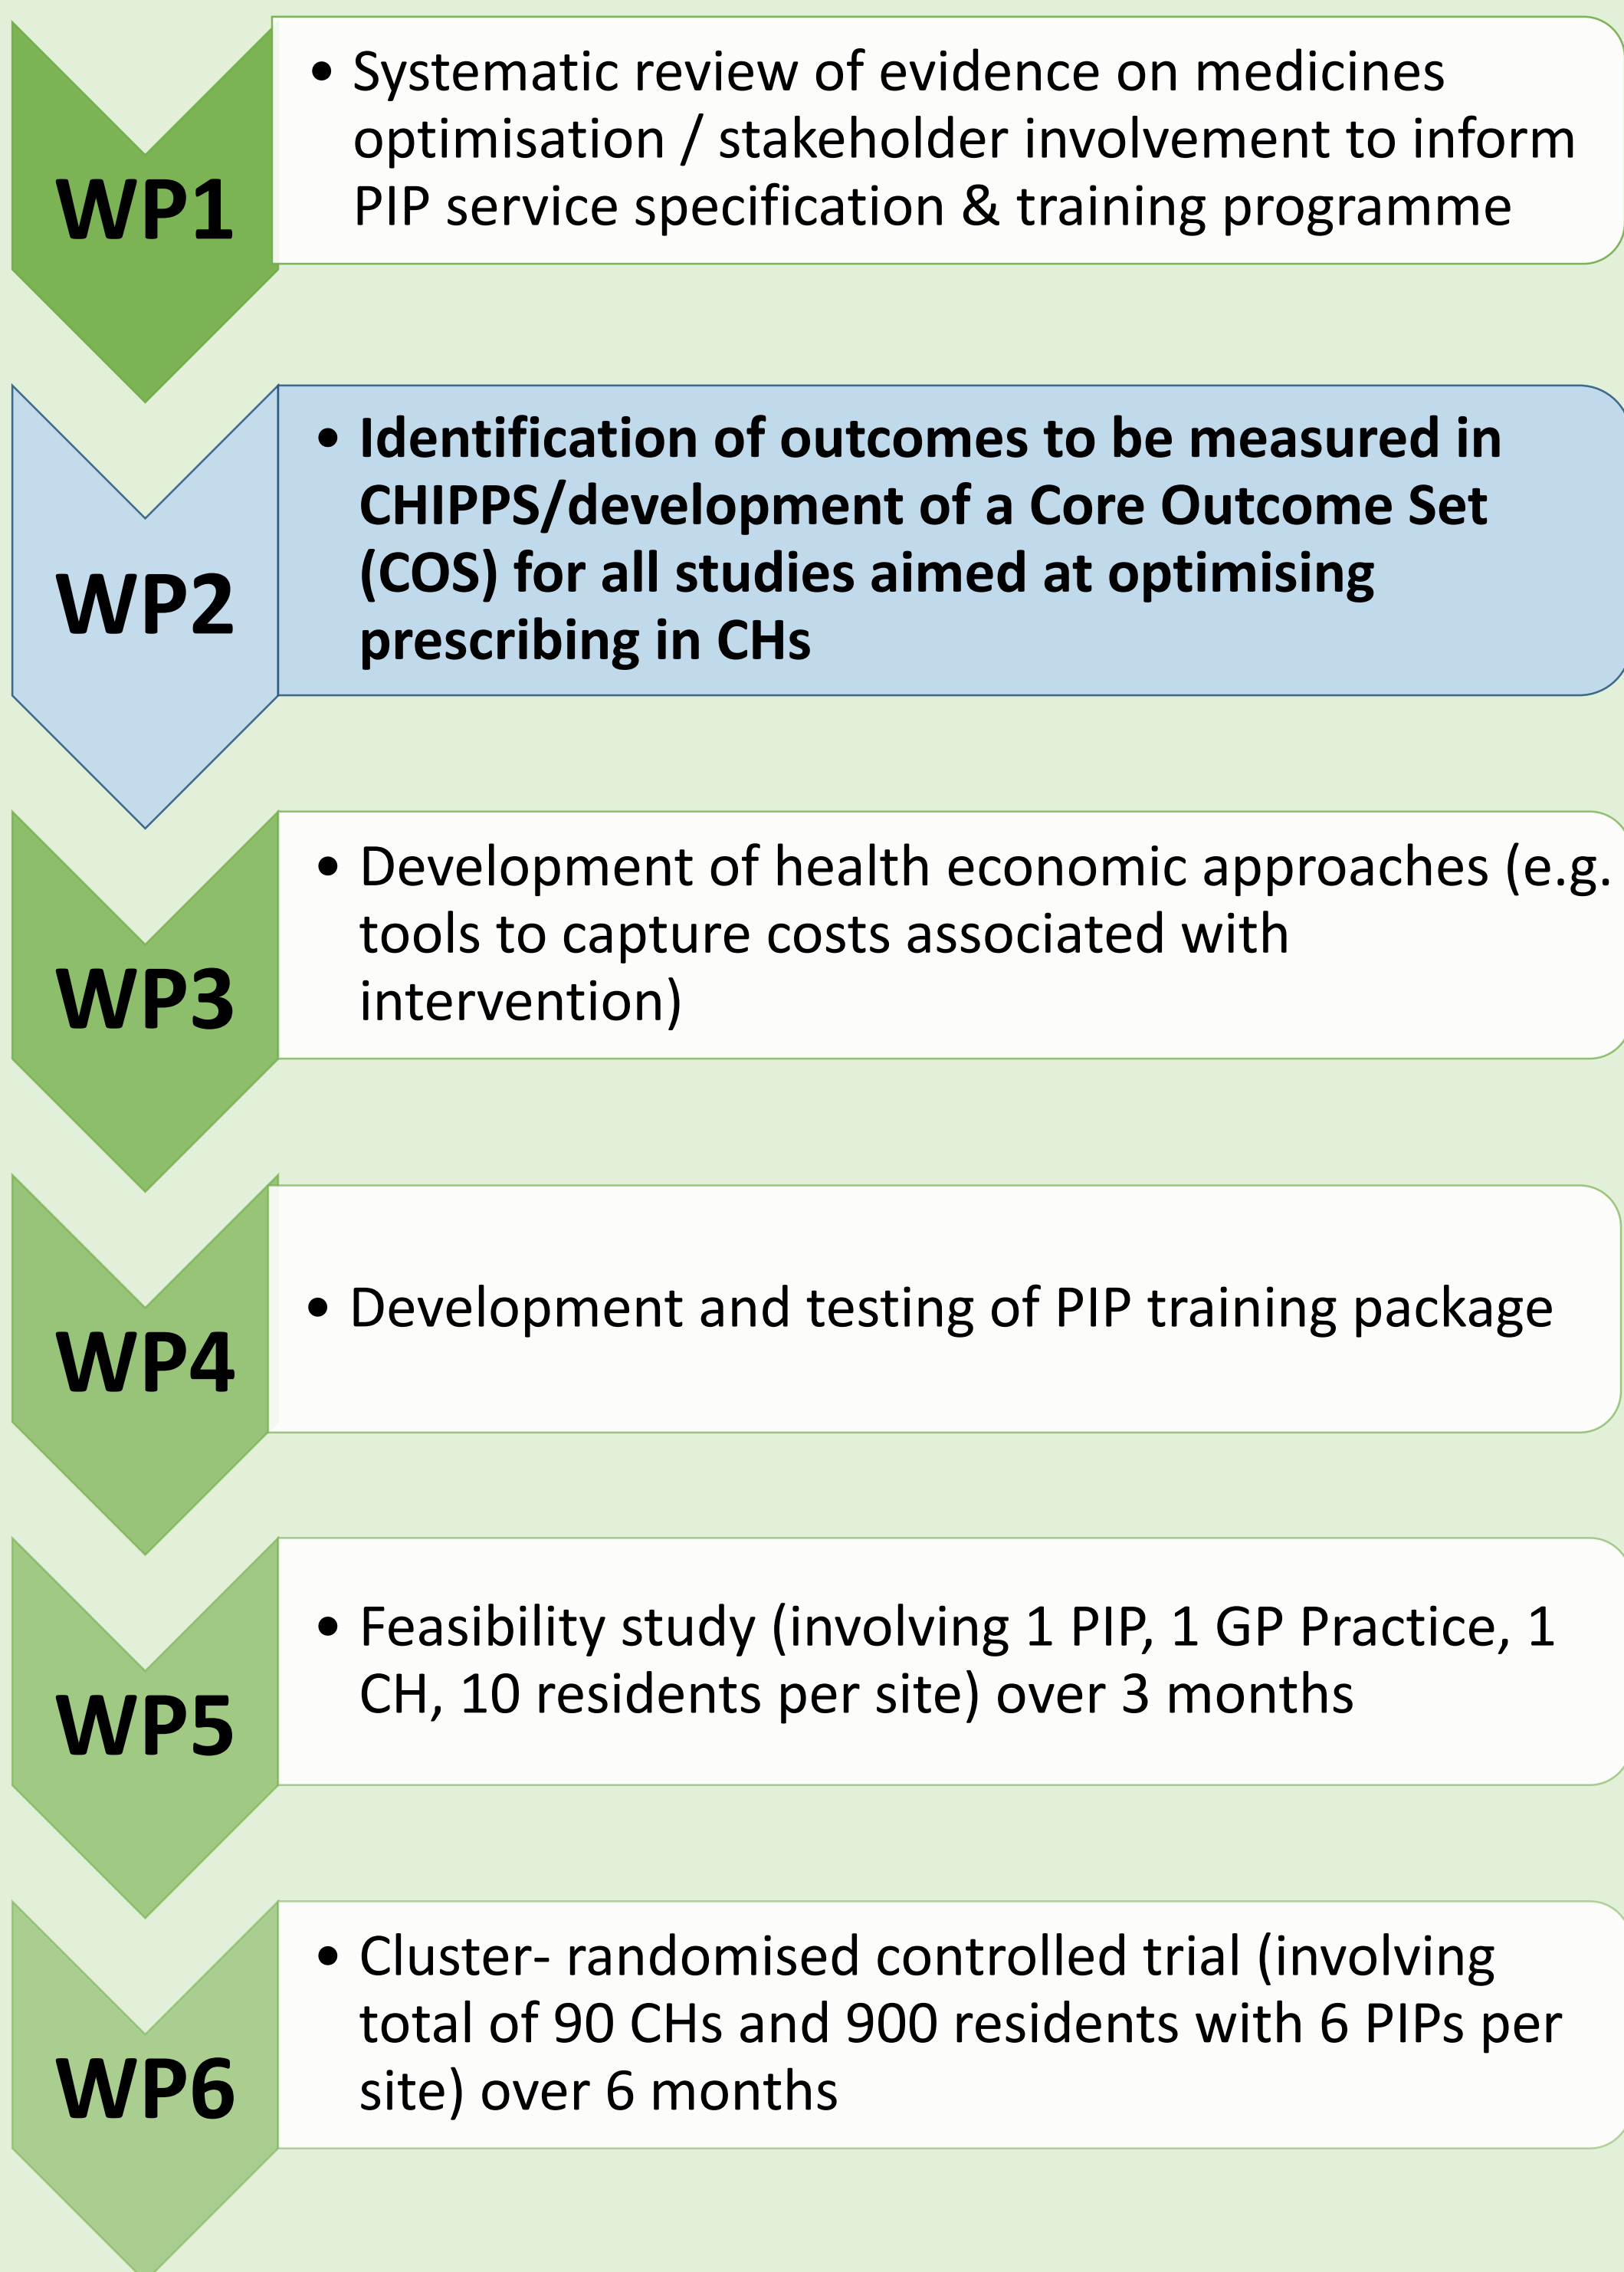 WP1
• Systematic review of evidence on medicines
optimisation / stakeholder involvement to inform
PIP service specification & training programme
WP2
• Identification of outcomes to be measured in
CHIPPS/development of a Core Outcome Set
(COS) for all studies aimed at optimising
prescribing in CHs
WP3
• Development of health economic approaches (e.g.
tools to capture costs associated with
intervention)
WP4
• Development and testing of PIP training package
WP5
• Feasibility study (involving 1 PIP, 1 GP Practice, 1
CH, 10 residents per site) over 3 months
WP6
• Cluster- randomised controlled trial (involving
total of 90 CHs and 900 residents with 6 PIPs per
site) over 6 months